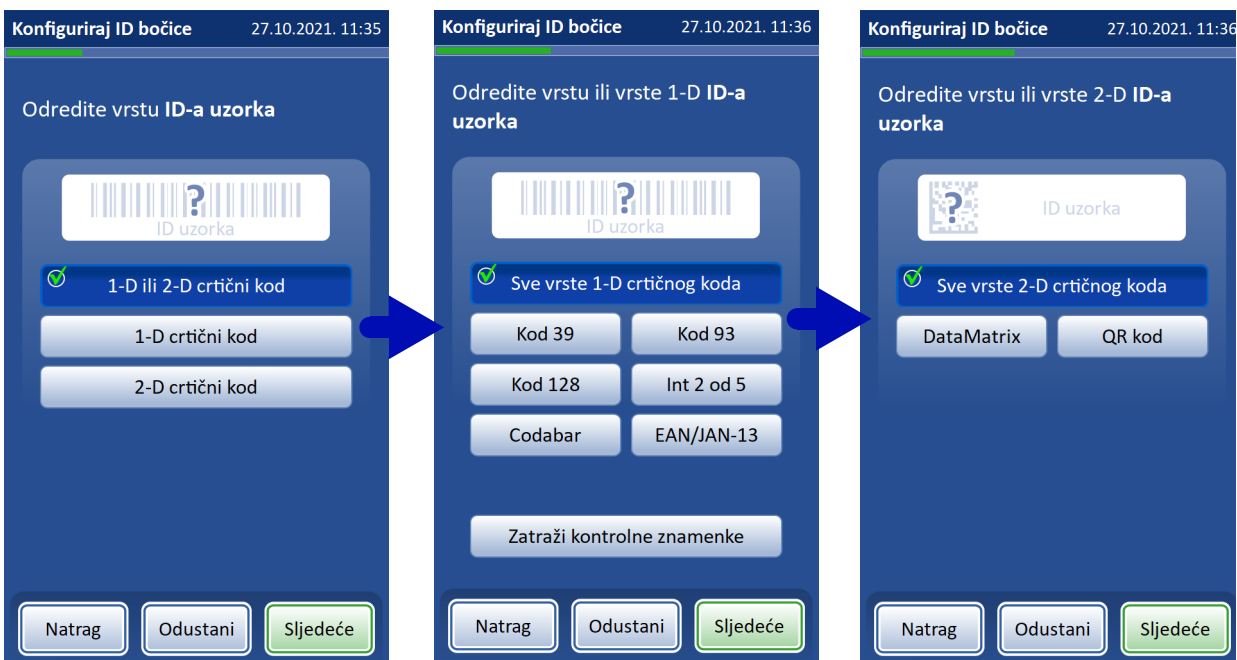 Konfiguriraj ID bočice 27.10.2021. 11:35
Odredite vrstu ID-a uzorka
?
ID uzorka
1-D ili 2-D crtični kod
1-D crtični kod
2-D crtični kod
Natrag Odustani Sljedeće
Konfiguriraj ID bočice 27.10.2021. 11:36
Odredite vrstu ili vrste 1-D ID-a
uzorka
?
ID uzorka
Sve vrste 1-D crtičnog koda
Kod 39 Kod 93
Kod 128 Int 2 od 5
Codabar EAN/JAN-13
Zatraži kontrolne znamenke
Natrag Odustani Sljedeće
Konfiguriraj ID bočice 27.10.2021. 11:36
Odredite vrstu ili vrste 2-D ID-a
uzorka
? ID uzorka
Sve vrste 2-D crtičnog koda
DataMatrix QR kod
Natrag Odustani Sljedeće